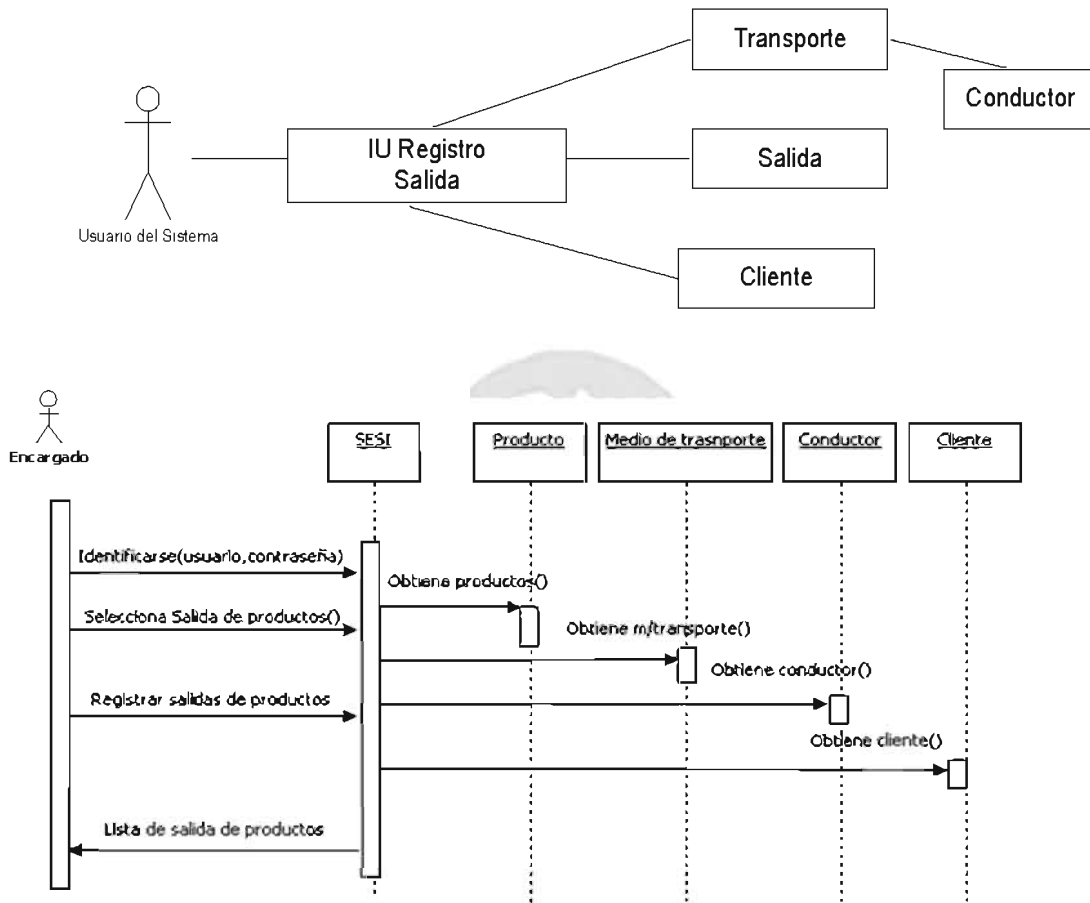 Transporte
Conductor
IU Registro
Salida
Salida
Usuario del Sistema
Cliente
Encargado
SESI
Producto
Medio de trasnporte
Conductor
Cliente
Identificarse(usuario,contraseña)
Obtiene productos()
Selecciona Salida de productos()
Obtiene m/transporte()
Obtiene conductor()
Registrar salidas de productos
Obtiene cliente()
Lista de salida de productos